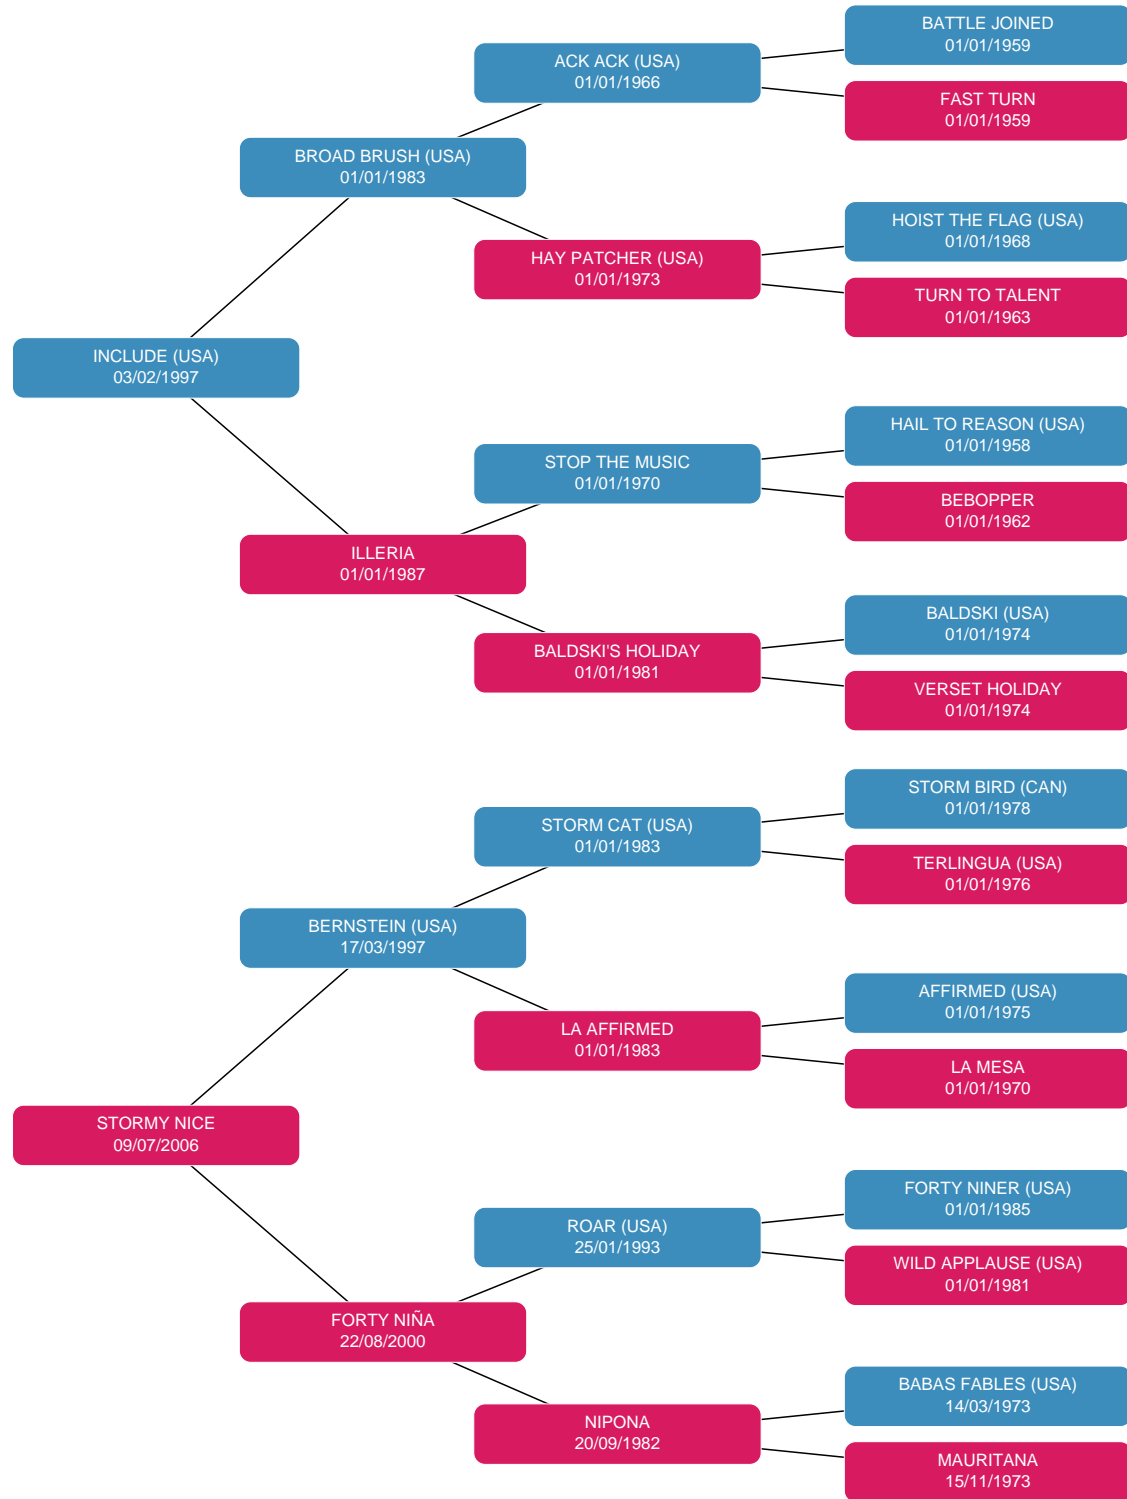 BATTLE JOINED
01/01/1959
ACK ACK (USA)
01/01/1966
FAST TURN
01/01/1959
BROAD BRUSH (USA)
01/01/1983
HOIST THE FLAG (USA)
01/01/1968
HAY PATCHER (USA)
01/01/1973
TURN TO TALENT
01/01/1963
INCLUDE (USA)
03/02/1997
HAIL TO REASON (USA)
01/01/1958
STOP THE MUSIC
01/01/1970
BEBOPPER
01/01/1962
ILLERIA
01/01/1987
BALDSKI (USA)
01/01/1974
BALDSKI'S HOLIDAY
01/01/1981
VERSET HOLIDAY
01/01/1974
STORM BIRD (CAN)
01/01/1978
STORM CAT (USA)
01/01/1983
TERLINGUA (USA)
01/01/1976
BERNSTEIN (USA)
17/03/1997
AFFIRMED (USA)
01/01/1975
LA AFFIRMED
01/01/1983
LA MESA
01/01/1970
STORMY NICE
09/07/2006
FORTY NINER (USA)
01/01/1985
ROAR (USA)
25/01/1993
WILD APPLAUSE (USA)
01/01/1981
FORTY NIÑA
22/08/2000
BABAS FABLES (USA)
14/03/1973
NIPONA
20/09/1982
MAURITANA
15/11/1973